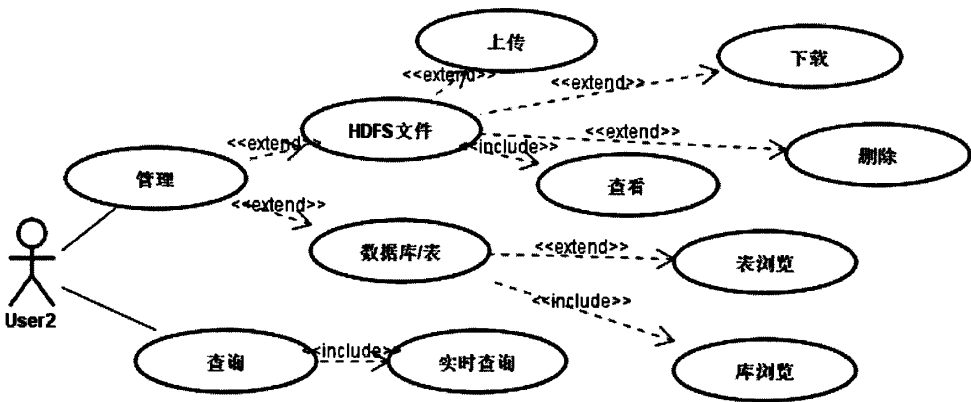 上传
<<extend>>
下载
<<extend>>
HDFS文件
<<extend>>
<<extend>>
<<include>>
删除
管理
查看
<<extend>>
数据库/表
<<extend>>
表浏览
<<include>>
User2
查询
<<include>>
实时查询
库浏览